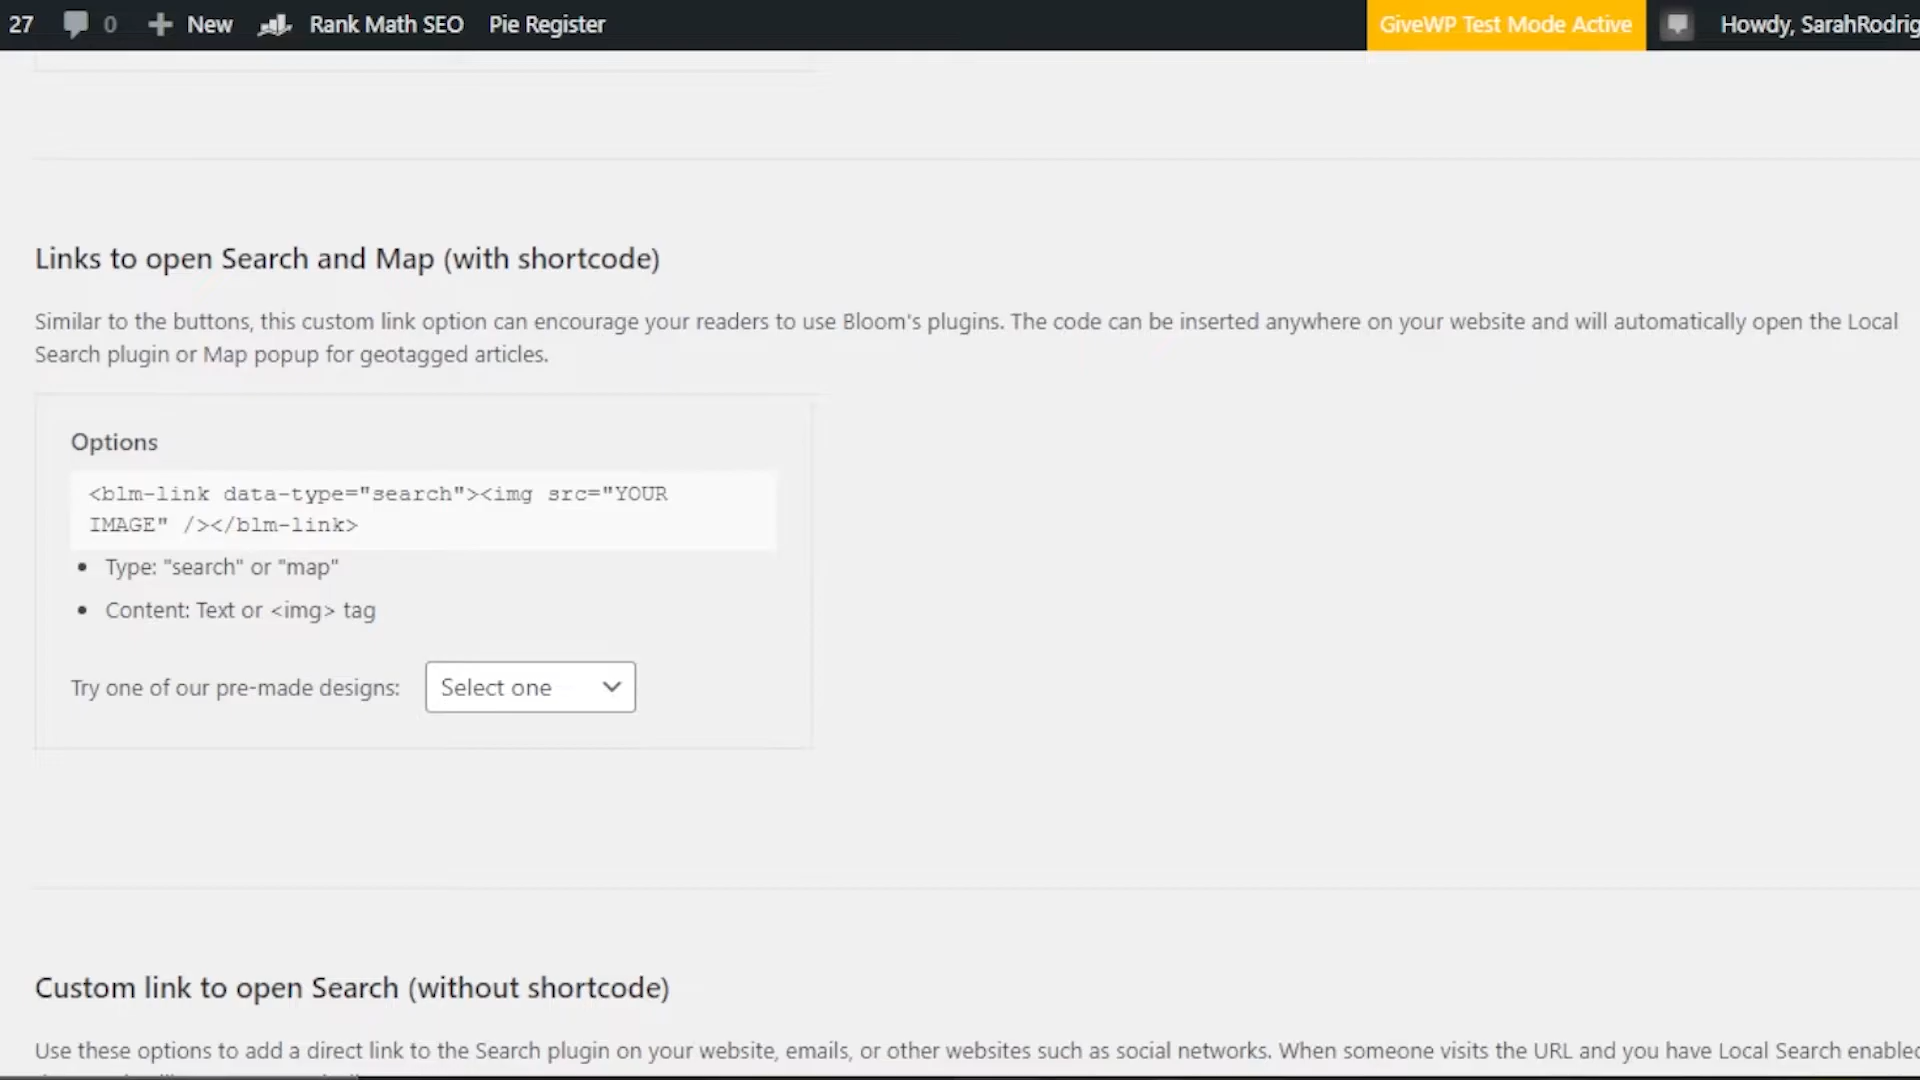 27 0 New Rank Math SEO Pie Register GiveWP Test Mode Active Howdy, SarahRodrig
Links to open Search and Map (with shortcode)
Similar to the buttons, this custom link option can encourage your readers to use Bloom's plugins. The code can be inserted anywhere on your website and will automatically open the Local
Search plugin or Map popup for geotagged articles.
Options
<blm-link data-type="search"><img src="YOUR
IMAGE" /></blm-link>
• Type: "search" or "map"
• Content: Text or <img> tag
Try one of our pre-made designs: Select one
Custom link to open Search (without shortcode)
Use these options to add a direct link to the Search plugin on your website, emails, or other websites such as social networks. When someone visits the URL and you have Local Search enabled